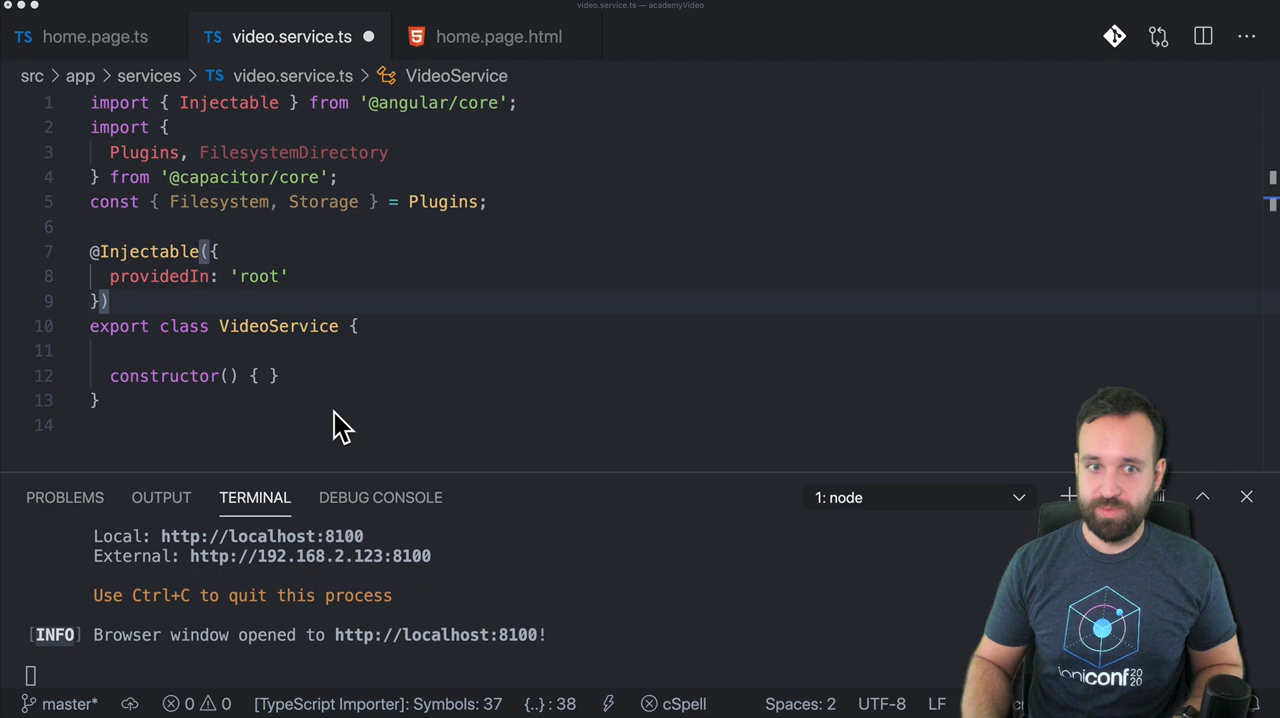 video.service.ts — academyVideo
TS home.page.ts
TS video.service.ts
5 home.page.html
src > app > services > TS video.service.ts > VideoService
1 import { Injectable } from '@angular/core';
2 import {
3 Plugins, FilesystemDirectory
4 } from '@capacitor/core';
5 const { Filesystem, Storage } = Plugins;
6
7 @Injectable({
8 providedIn: 'root'
9 })
10 export class VideoService {
11
12 constructor() { }
13 }
14
PROBLEMS OUTPUT TERMINAL DEBUG CONSOLE 1: node
Local: http://localhost:8100
External: http://192.168.2.123:8100
Use Ctrl+C to quit this process
[INFO] Browser window opened to http://localhost:8100!
ionicconf 2020
master* 0 0 [TypeScript Importer]: Symbols: 37 {..} : 38 cSpell Spaces: 2 UTF-8 LF